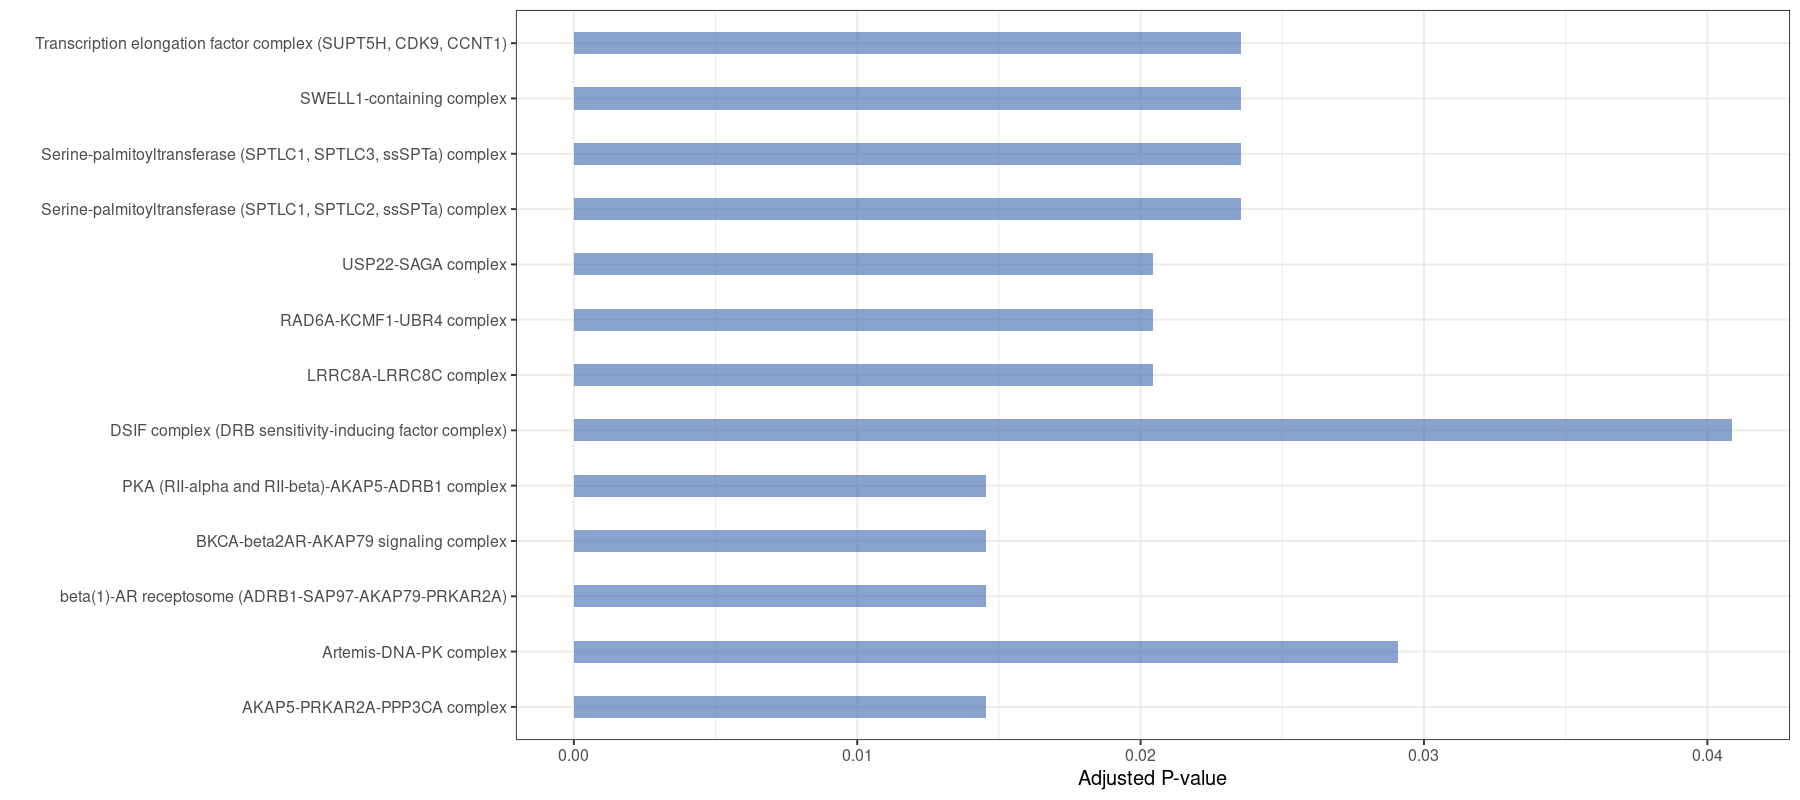 Transcription elongation factor complex (SUPT5H, CDK9, CCNT1)
SWELL1-containing complex
Serine-palmitoyltransferase (SPTLC1, SPTLC3, ssSPTa) complex
Serine-palmitoyltransferase (SPTLC1, SPTLC2, ssSPTa) complex
USP22-SAGA complex
RAD6A-KCMF1-UBR4 complex
LRRC8A-LRRC8C complex
DSIF complex (DRB sensitivity-inducing factor complex)
PKA (RII-alpha and RII-beta)-AKAP5-ADRB1 complex
BKCA-beta2AR-AKAP79 signaling complex
beta(1)-AR receptosome (ADRB1-SAP97-AKAP79-PRKAR2A)
Artemis-DNA-PK complex
AKAP5-PRKAR2A-PPP3CA complex
0.00 0.01 0.02 0.03 0.04
Adjusted P-value